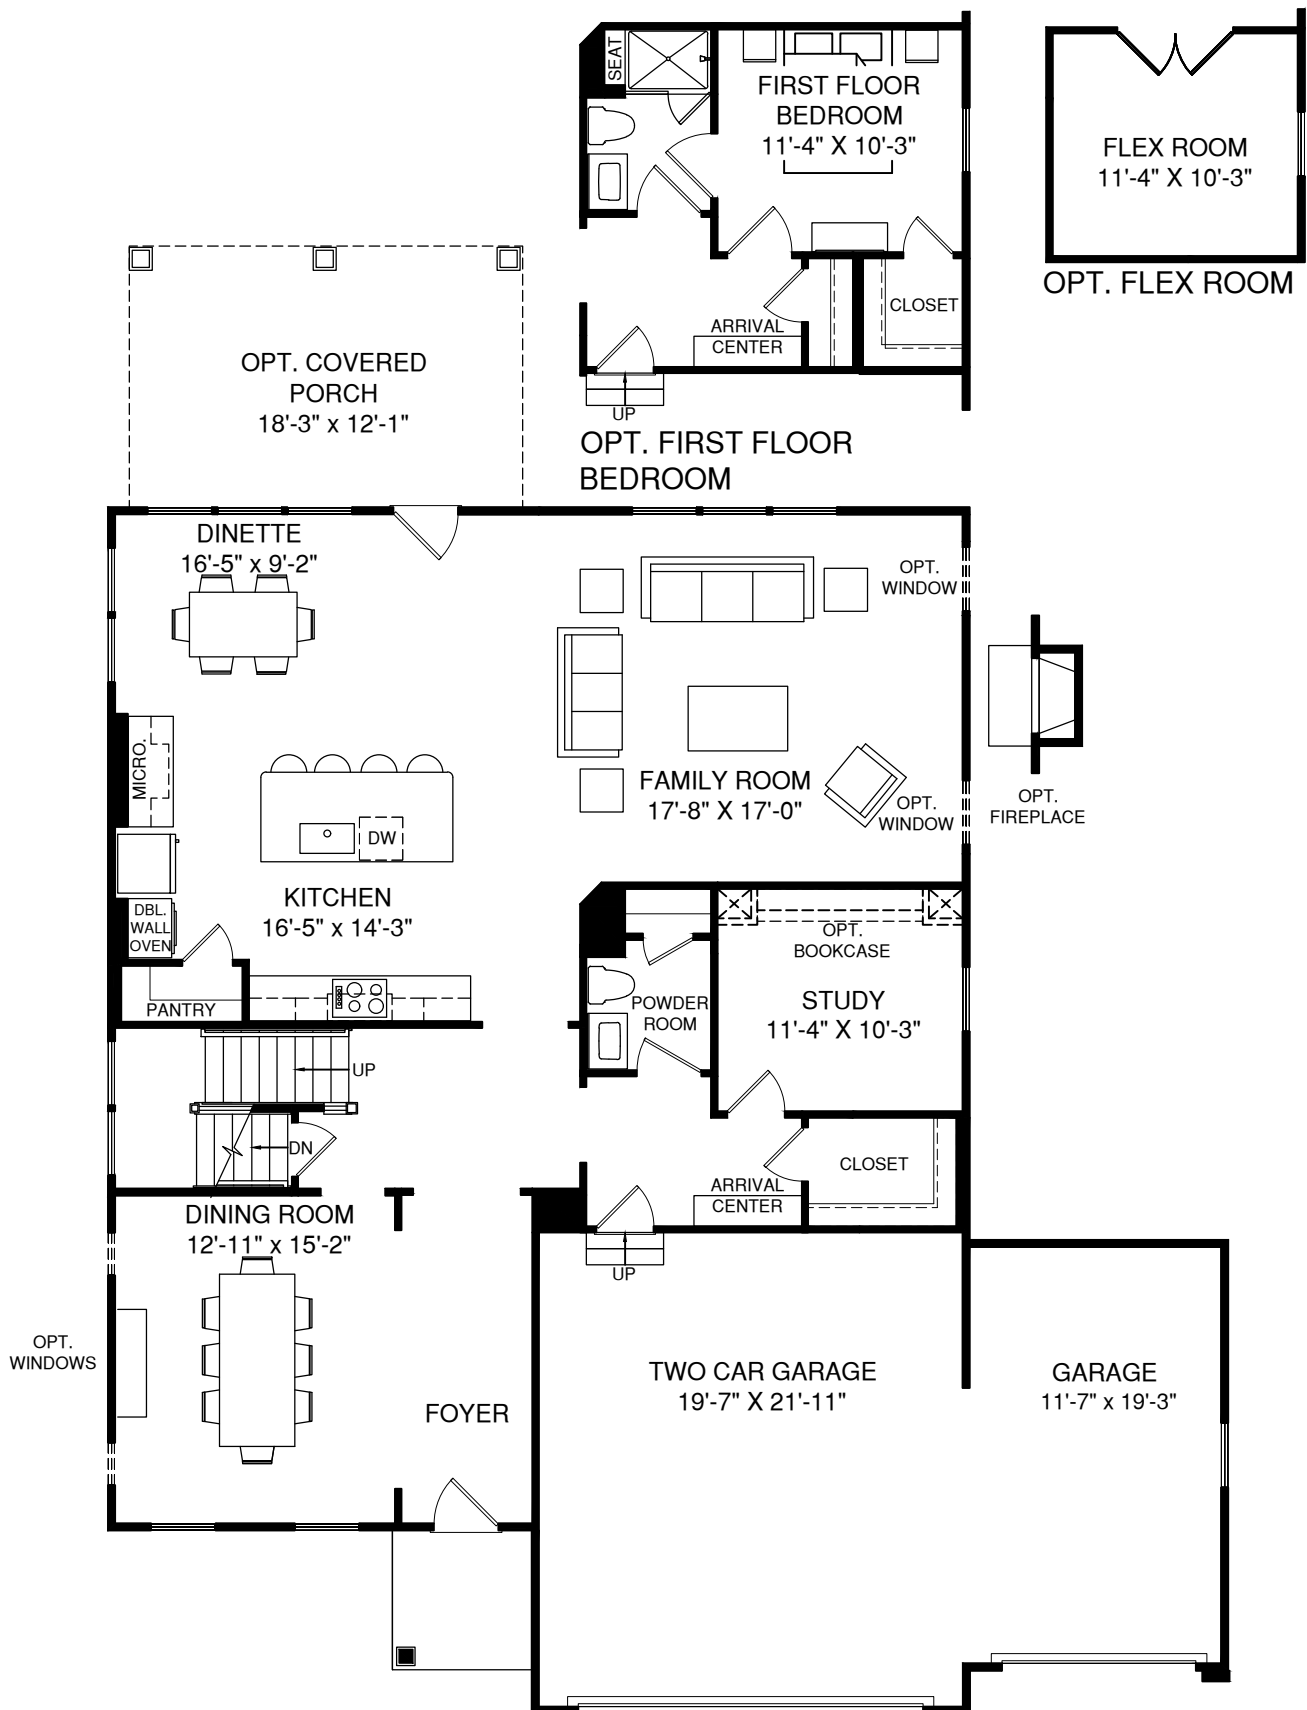 SEAT
FIRST FLOOR
BEDROOM
11'-4" X 10'-3"
ARRIVAL
CENTER
CLOSET
UP
OPT. FIRST FLOOR
BEDROOM
FLEX ROOM
11'-4" X 10'-3"
OPT. FLEX ROOM
OPT. COVERED
PORCH
18'-3" x 12'-1"
DINETTE
16'-5" x 9'-2"
OPT.
WINDOW
MICRO.
DW
FAMILY ROOM
17'-8" X 17'-0"
OPT.
WINDOW
OPT.
FIREPLACE
KITCHEN
16'-5" x 14'-3"
DBL.
WALL
OVEN
PANTRY
OPT.
BOOKCASE
POWDER
ROOM
STUDY
11'-4" X 10'-3"
UP
DN
CLOSET
ARRIVAL
CENTER
UP
DINING ROOM
12'-11" x 15'-2"
OPT.
WINDOWS
FOYER
TWO CAR GARAGE
19'-7" X 21'-11"
GARAGE
11'-7" x 19'-3"